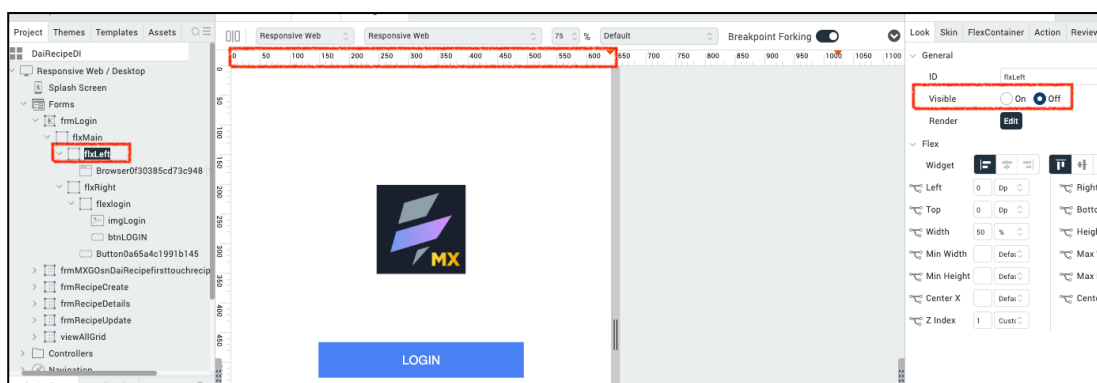 Project Themes Templates Assets
Responsive Web
Responsive Web
75 %
Default
Breakpoint Forking
Look Skin FlexContainer Action Review
DaiRecipeDI
Responsive Web / Desktop
Splash Screen
Forms
frmLogin
flxMain
flxLeft
Browser0f30385cd73c948
flxRight
flexlogin
imgLogin
btnLOGIN
Button0a65a4c1991b145
frmMXGOsnDaiRecipefirsttouchrecip
frmRecipeCreate
frmRecipeDetails
frmRecipeUpdate
viewAllGrid
Controllers
Navigation
0 50 100 150 200 250 300 350 400 450 500 550 600 650 700 750 800 850 900 950 1000 1050 1100
0
50
100
150
200
250
300
350
400
450
MX
LOGIN
General
ID flxLeft
Visible On Off
Render Edit
Flex
Widget
Left 0 Dp Right
Top 0 Dp Botto
Width 50 % Heigh
Min Width Defau Max
Min Height Defau Max
Center X Defau Cente
Z Index 1 Custo